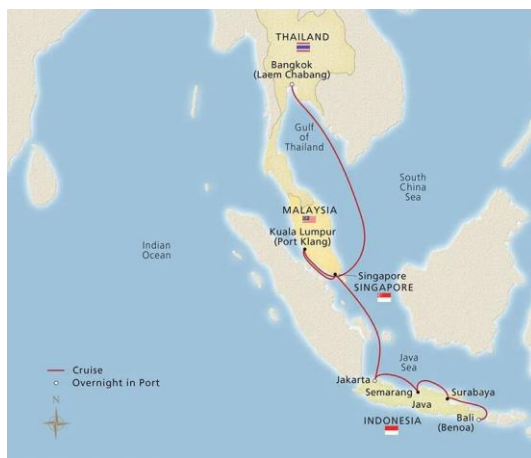 THAILAND
Bangkok
(Laem Chabang)
Gulf
of
Thailand
South
China
Sea
MALAYSIA
Kuala Lumpur
(Port Klang)
Indian
Ocean
Singapore
SINGAPORE
Java
Sea
Cruise
Overnight in Port
Jakarta
Semarang
Surabaya
Java
Bali
(Benoa)
INDONESIA
N